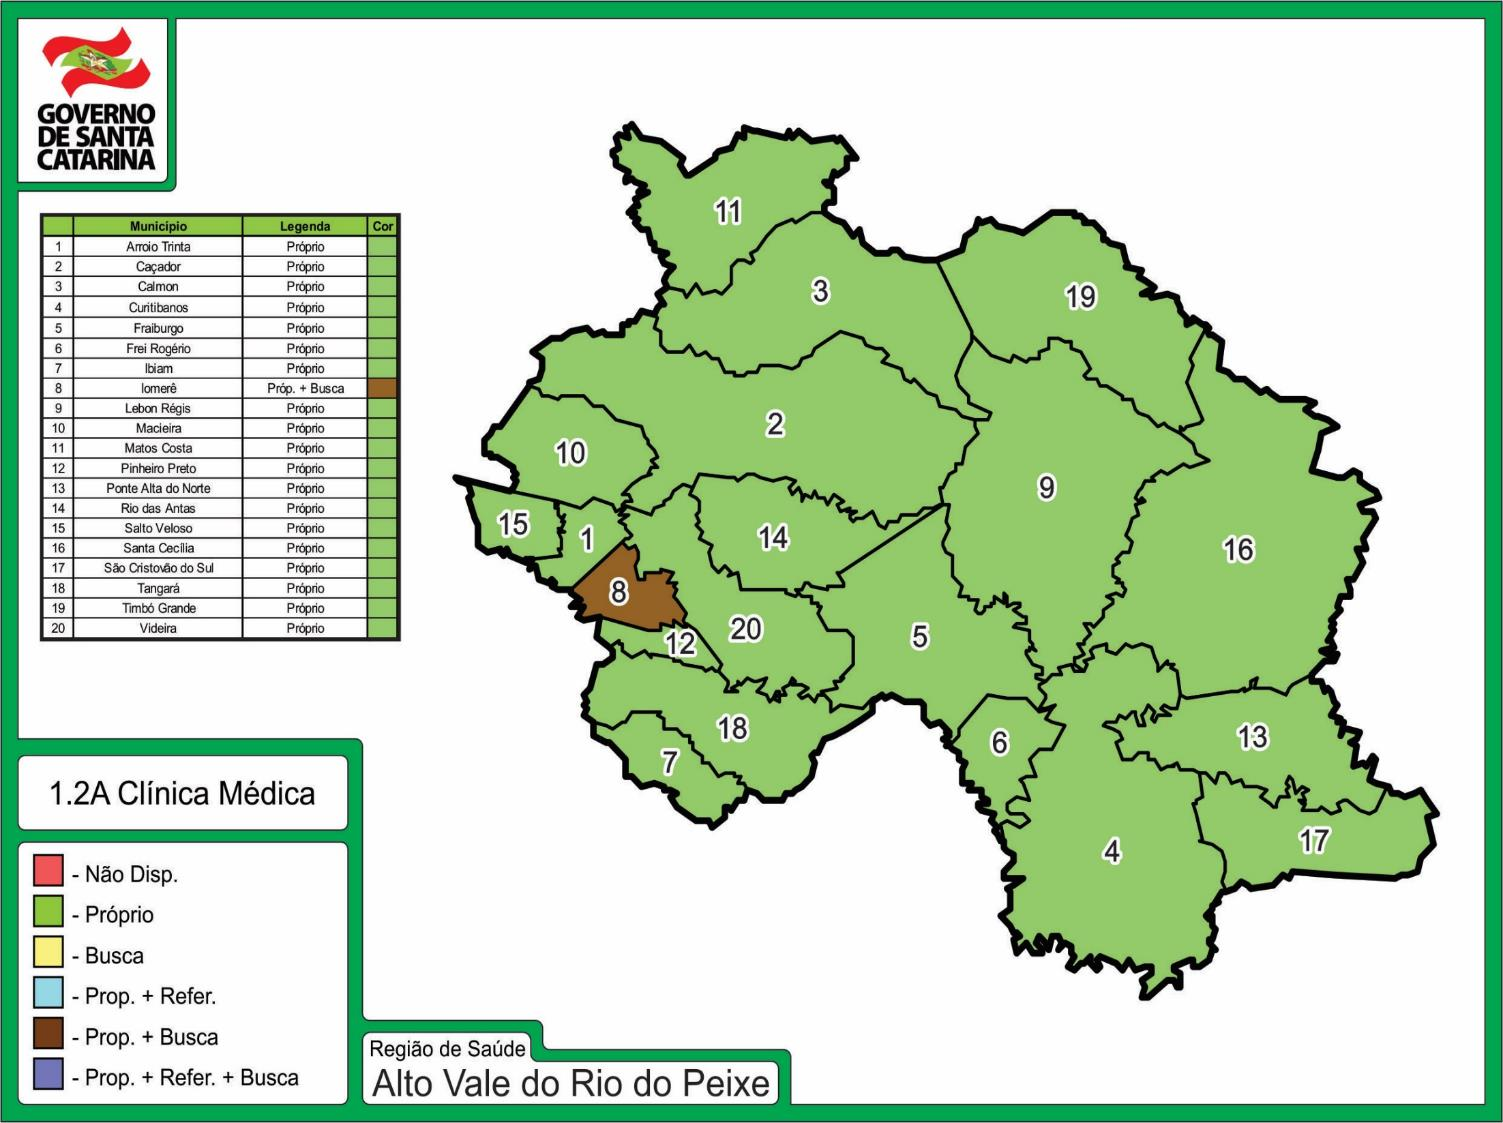 GOVERNO
DE SANTA
CATARINA
Município Legenda Cor
1 Arroio Trinta Próprio
2 Caçador Próprio
3 Calmon Próprio
4 Curitibanos Próprio
5 Fraiburgo Próprio
6 Frei Rogério Próprio
7 Ibiam Próprio
8 Iomerê Próp. + Busca
9 Lebon Régis Próprio
10 Macieira Próprio
11 Matos Costa Próprio
12 Pinheiro Preto Próprio
13 Ponte Alta do Norte Próprio
14 Rio das Antas Próprio
15 Salto Veloso Próprio
16 Santa Cecília Próprio
17 São Cristovão do Sul Próprio
18 Tangará Próprio
19 Timbó Grande Próprio
20 Videira Próprio
11
3
19
2
10
9
15
1
14
16
8
20
12
5
18
6
13
7
4
17
1.2A Clínica Médica
- Não Disp.
- Próprio
- Busca
- Prop. + Refer.
- Prop. + Busca
- Prop. + Refer. + Busca
Região de Saúde
Alto Vale do Rio do Peixe